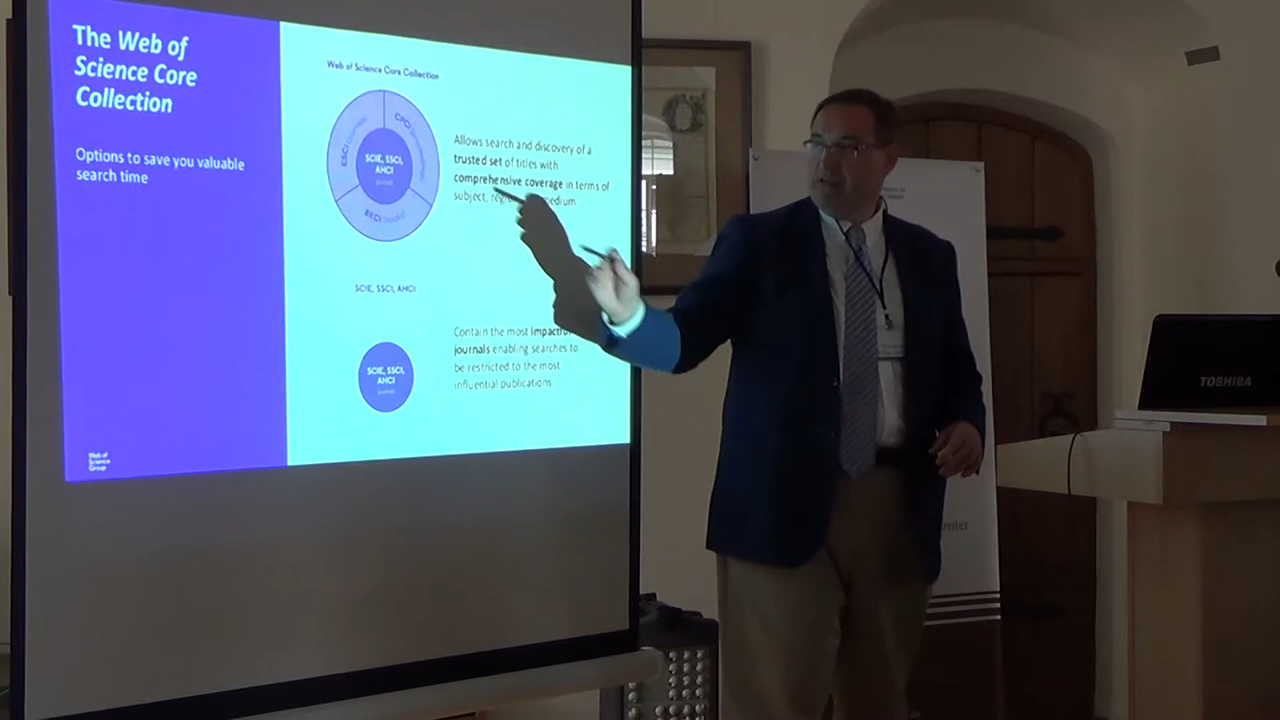 The Web of
Science Core
Collection
Options to save you valuable
search time
Web of
Science
Group
Web of Science Core Collection
ESCI (journals)
CPCI
SCIE, SSCI,
AHCI
BKCI (books)
Allows search and discovery of a
trusted set of titles with
comprehensive coverage in terms of
subject,
SCIE, SSCI, AHCI
SCIE, SSCI,
AHCI
Contain the most
journals enabling searches to
be restricted to the most
influential publications
TOSHIBA